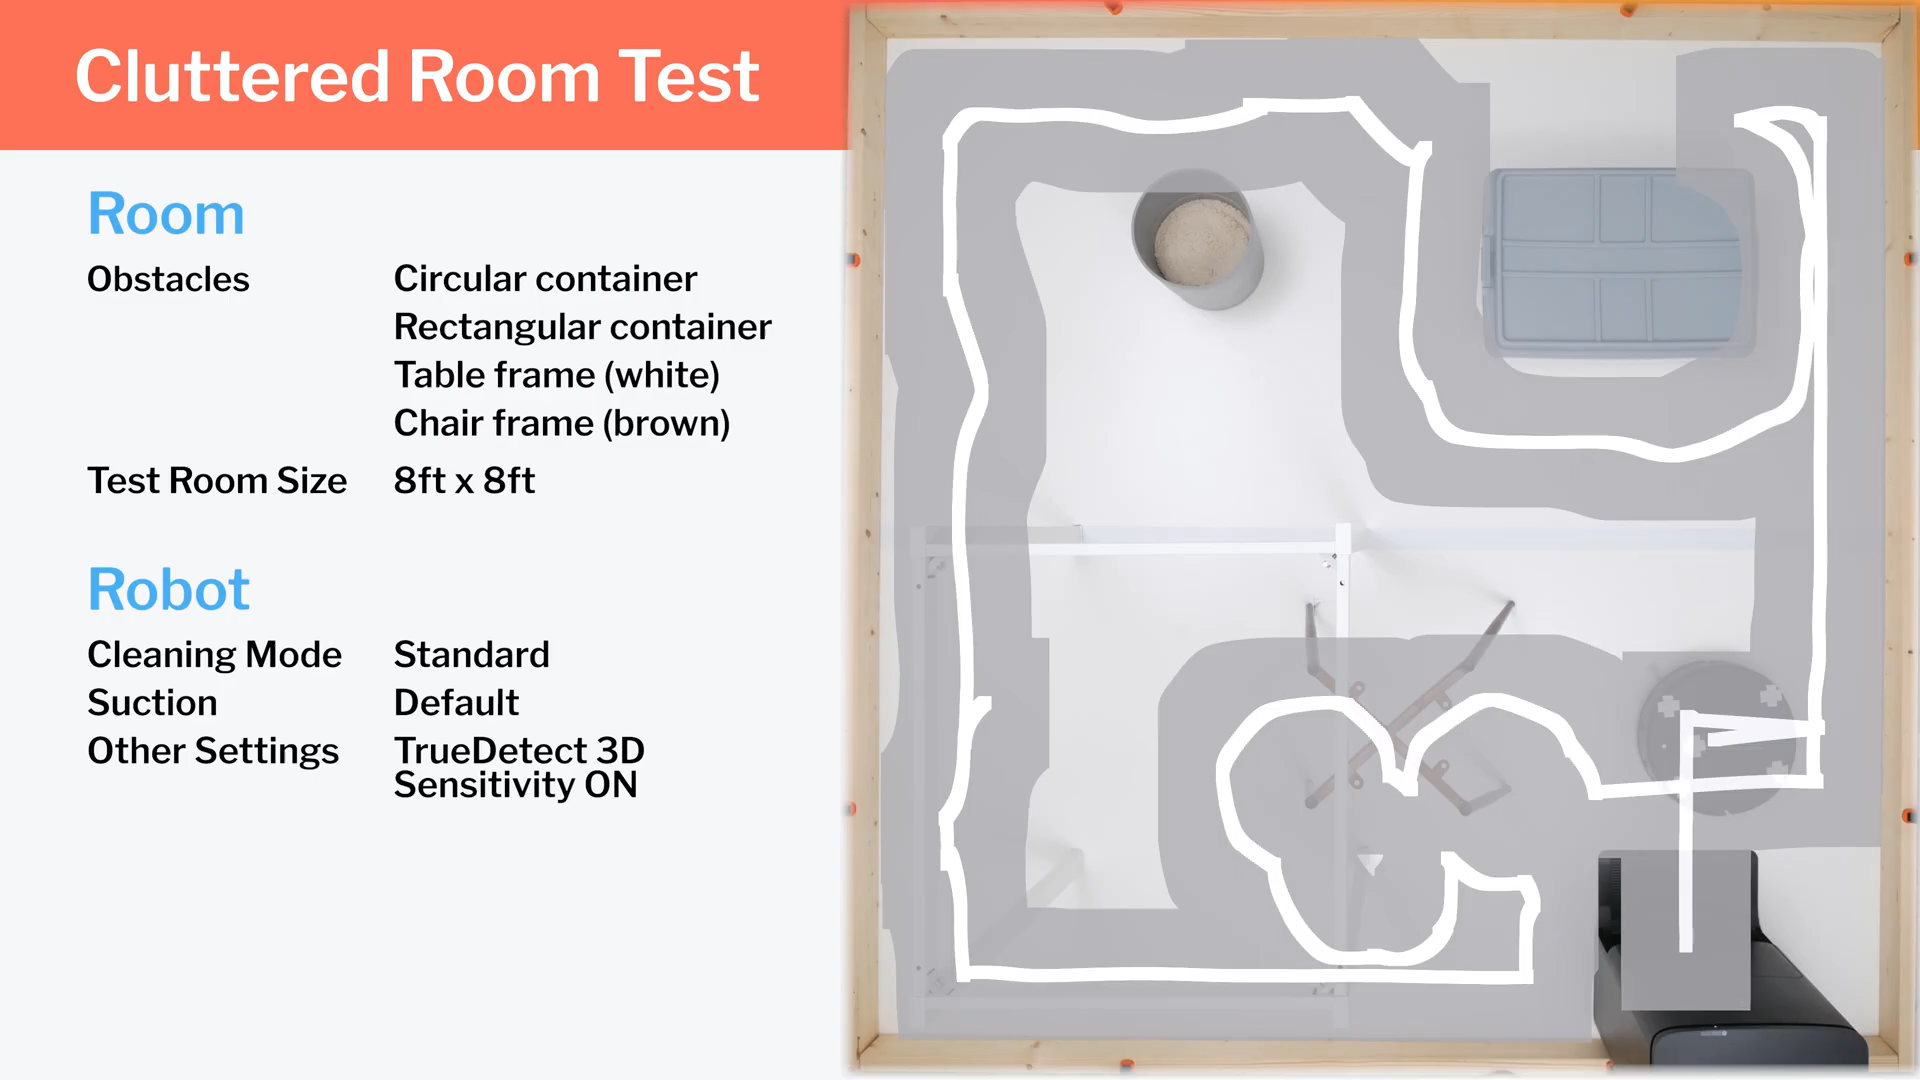 Cluttered Room Test
Room
Obstacles Circular container
Rectangular container
Table frame (white)
Chair frame (brown)
Test Room Size 8ft x 8ft
Robot
Cleaning Mode Standard
Suction Default
Other Settings TrueDetect 3D
Sensitivity ON